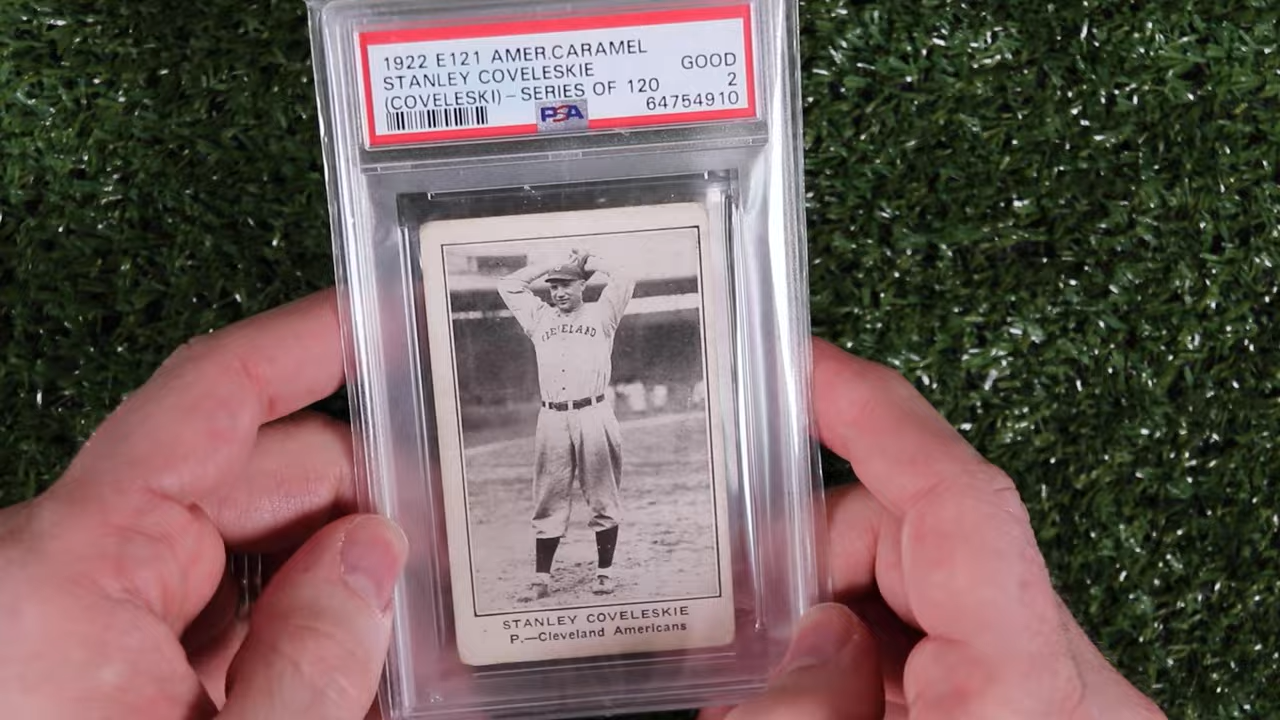 1922 E121 AMER.CARAMEL
STANLEY COVELESKIE GOOD
(COVELESKI)-SERIES OF 120 2
PSA 64754910
CLEVELAND
STANLEY COVELESKIE
P.—Cleveland Americans